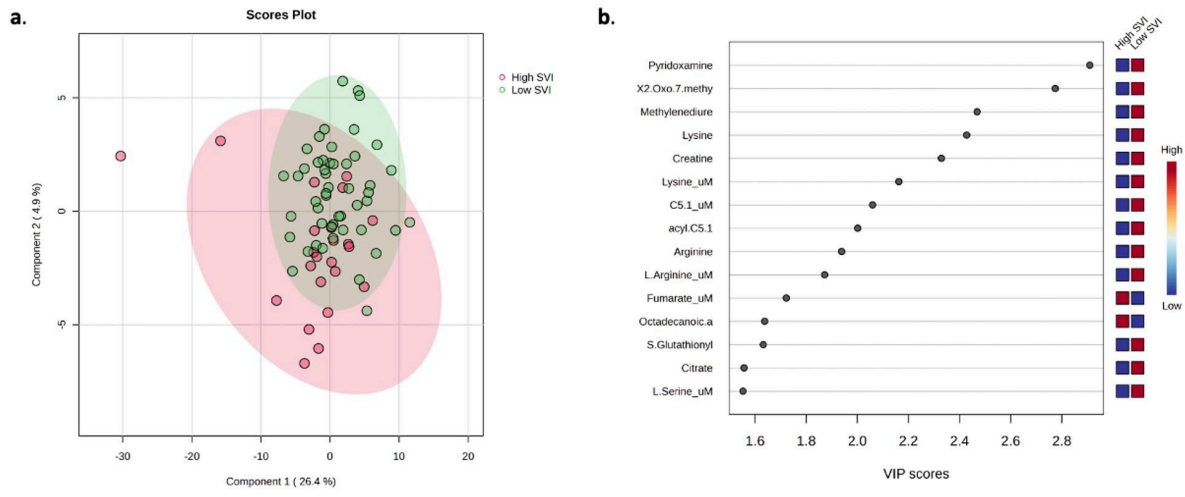 a.
Scores Plot
High SVI
Low SVI
Component 2 ( 4.9 %)
5
0
-5
-30
-20
-10
0
10
20
Component 1 ( 26.4 %)
b.
High SVI
Low SVI
Pyridoxamine
X2.Oxo.7.methy
Methylenediure
Lysine
Creatine
Lysine_uM
C5.1_uM
acyl.C5.1
Arginine
L.Arginine_uM
Fumarate_uM
Octadecanoic.a
S.Glutathionyl
Citrate
L.Serine_uM
1.6
1.8
2.0
2.2
2.4
2.6
2.8
VIP scores
High
Low